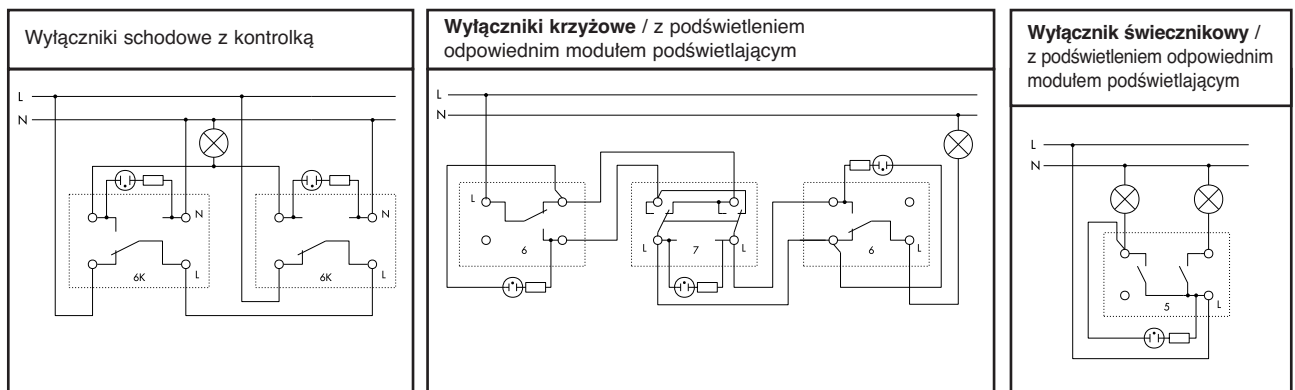 Wyłączniki schodowe z kontrolką
L
N
N
N
L
L
6K
6K
Wyłączniki krzyżowe / z podświetleniem
odpowiednim modułem podświetlającym
L
N
L
L
L
L
6
7
6
Wyłącznik świecznikowy /
z podświetleniem odpowiednim
modułem podświetlającym
L
N
5
L